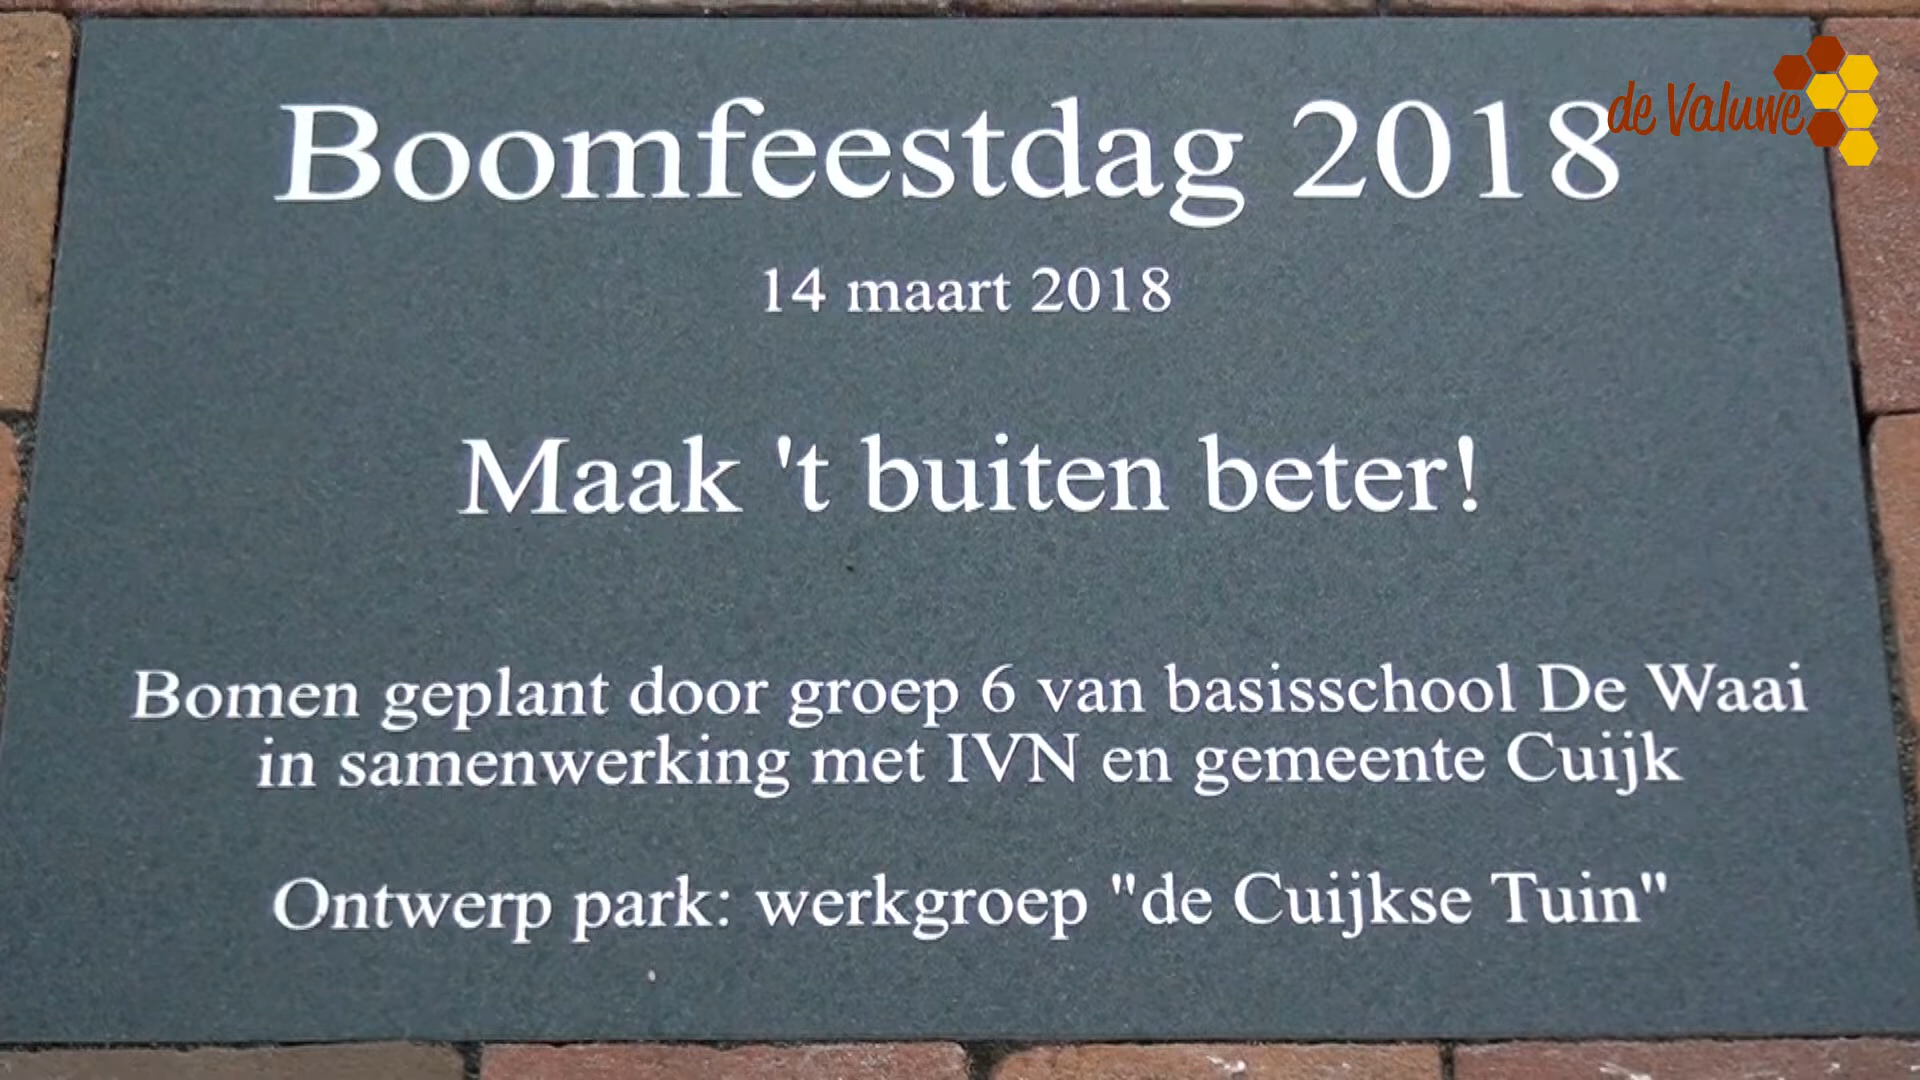 de Valuwe
Boomfeestdag 2018
14 maart 2018
Maak 't buiten beter!
Bomen geplant door groep 6 van basisschool De Waai
in samenwerking met IVN en gemeente Cuijk
Ontwerp park: werkgroep "de Cuijkse Tuin"